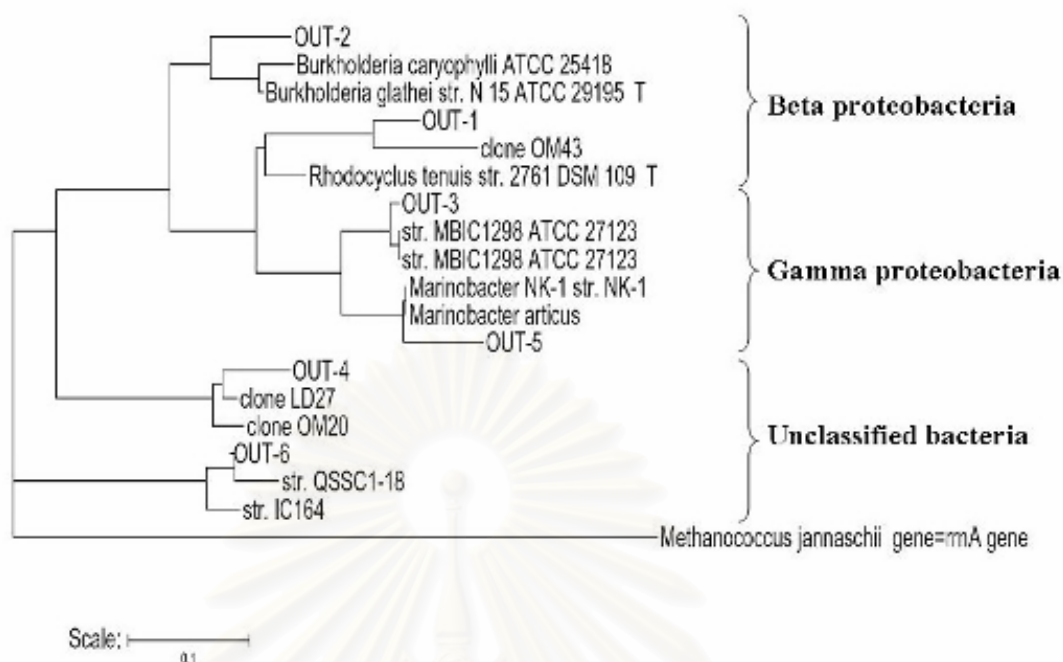 OUT-2
Burkholderia caryophylli ATCC 25418
Burkholderia glathei str. N 15 ATCC 29195 T
Beta proteobacteria
OUT-1
clone OM43
Rhodocyclus tenuis str. 2761 DSM 109 T
OUT-3
str. MBIC1298 ATCC 27123
str. MBIC1298 ATCC 27123
Gamma proteobacteria
Marinobacter NK-1 str. NK-1
Marinobacter articus
OUT-5
OUT-4
clone LD27
clone OM20
Unclassified bacteria
OUT-6
str. QSSC1-18
str. IC164
Methanococcus jannaschii gene=rrnA gene
Scale:
0.1